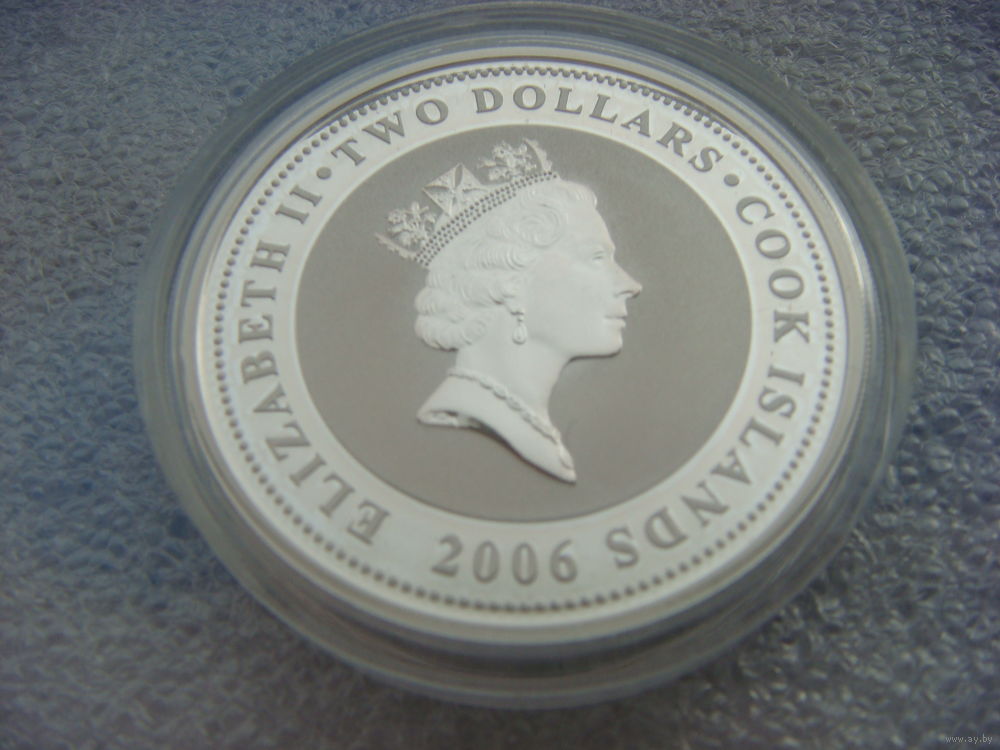 ELIZABETH II • TWO DOLLARS • COOK ISLANDS
2006
www.ay.by